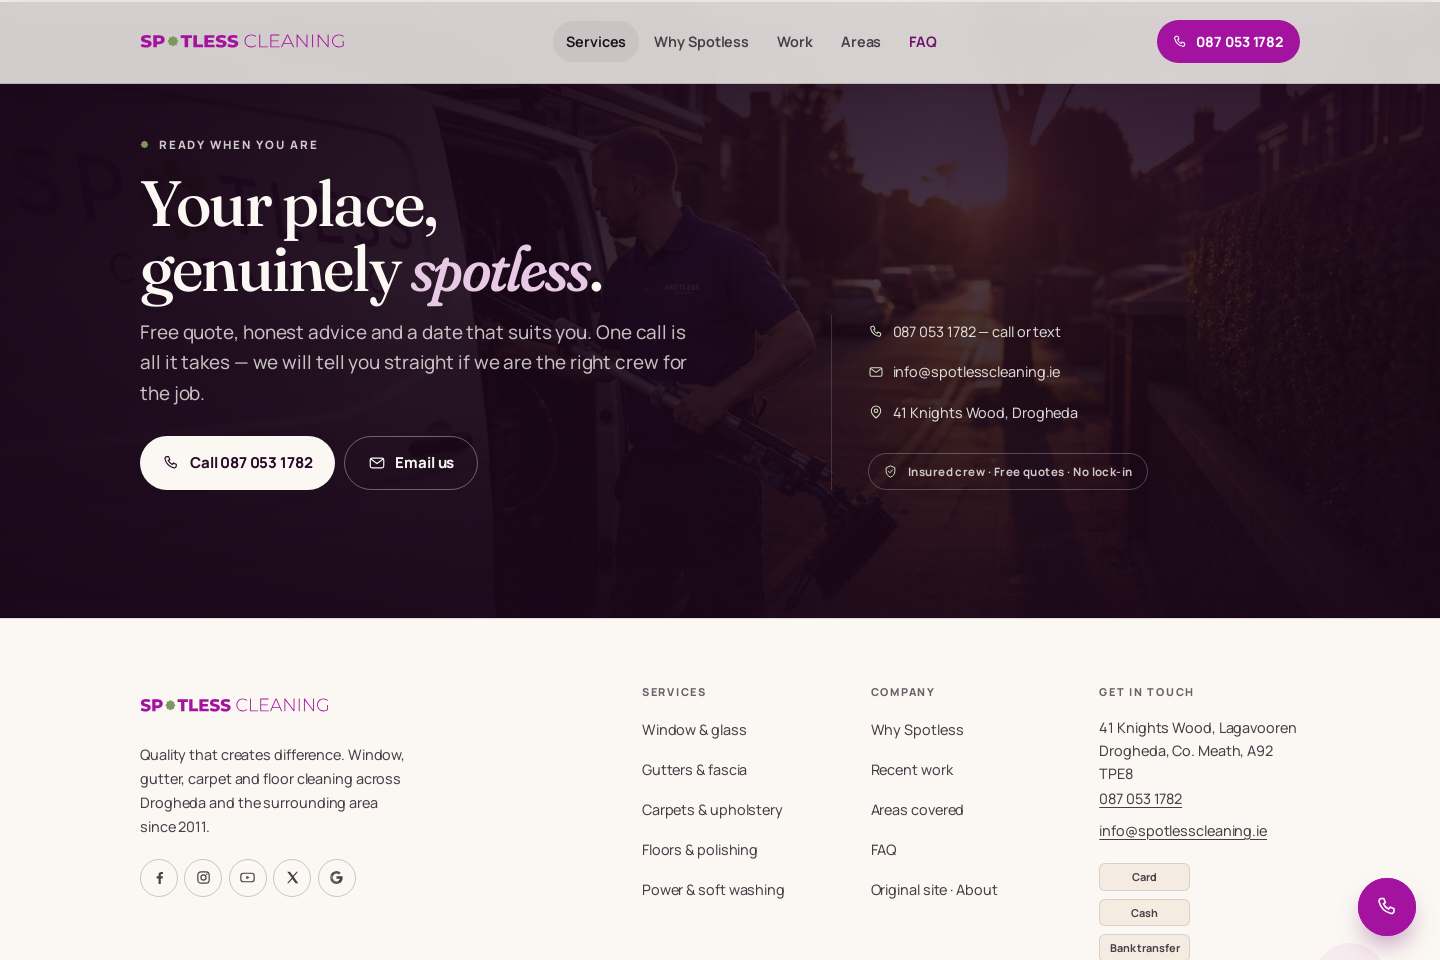 SP●TLESS CLEANING
Services
Why Spotless
Work
Areas
FAQ
087 053 1782
READY WHEN YOU ARE
Your place,
genuinely spotless.
Free quote, honest advice and a date that suits you. One call is
all it takes — we will tell you straight if we are the right crew for
the job.
Call 087 053 1782
Email us
087 053 1782 — call or text
info@spotlesscleaning.ie
41 Knights Wood, Drogheda
Insured crew · Free quotes · No lock-in
SP●TLESS CLEANING
Quality that creates difference. Window,
gutter, carpet and floor cleaning across
Drogheda and the surrounding area
since 2011.
SERVICES
Window & glass
Gutters & fascia
Carpets & upholstery
Floors & polishing
Power & soft washing
COMPANY
Why Spotless
Recent work
Areas covered
FAQ
Original site · About
GET IN TOUCH
41 Knights Wood, Lagavooren
Drogheda, Co. Meath, A92
TPE8
087 053 1782
info@spotlesscleaning.ie
Card
Cash
Bank transfer